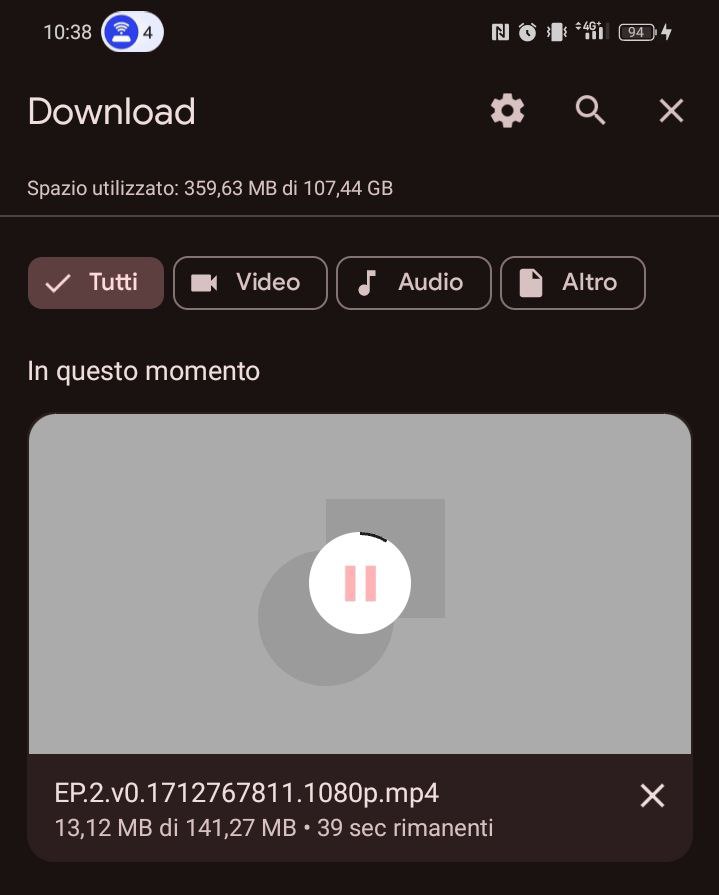 10:38 4 4G+ 94
Download
Spazio utilizzato: 359,63 MB di 107,44 GB
Tutti Video Audio Altro
In questo momento
EP.2.v0.1712767811.1080p.mp4
13,12 MB di 141,27 MB • 39 sec rimanenti